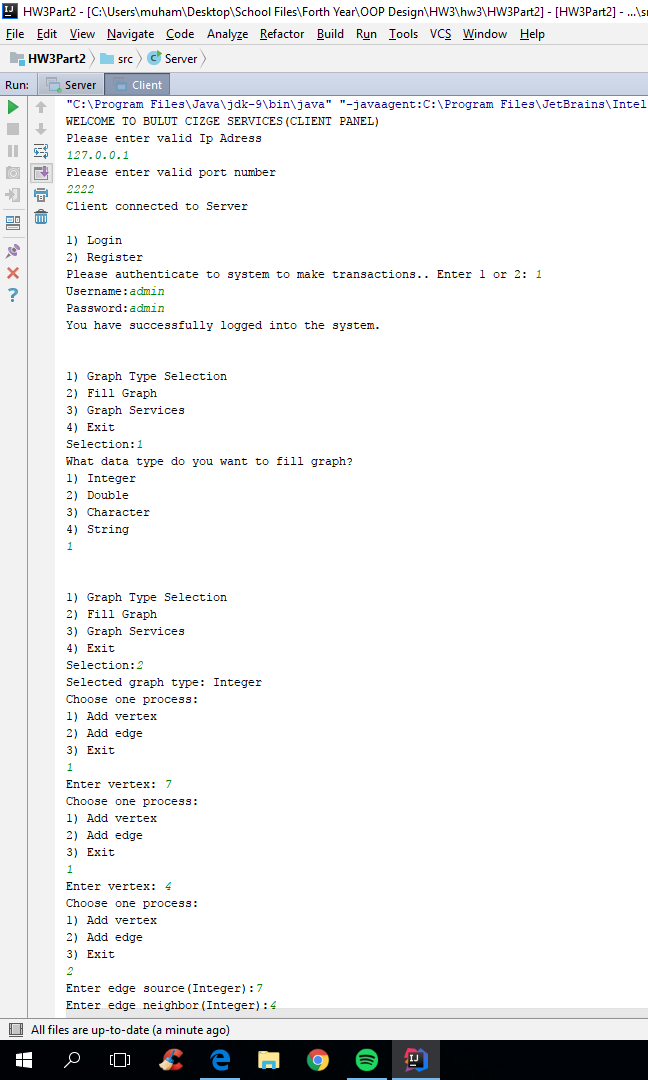 HW3Part2 - [C:\Users\muham\Desktop\School Files\Forth Year\OOP Design\HW3\hw3\HW3Part2] - [HW3Part2] - ...\sr
File Edit View Navigate Code Analyze Refactor Build Run Tools VCS Window Help
HW3Part2 src Server
Run: Server Client
"C:\Program Files\Java\jdk-9\bin\java" "-javaagent:C:\Program Files\JetBrains\Intel
WELCOME TO BULUT CIZGE SERVICES(CLIENT PANEL)
Please enter valid Ip Adress
127.0.0.1
Please enter valid port number
2222
Client connected to Server
1) Login
2) Register
Please authenticate to system to make transactions.. Enter 1 or 2: 1
Username:admin
Password:admin
You have successfully logged into the system.
1) Graph Type Selection
2) Fill Graph
3) Graph Services
4) Exit
Selection:1
What data type do you want to fill graph?
1) Integer
2) Double
3) Character
4) String
1
1) Graph Type Selection
2) Fill Graph
3) Graph Services
4) Exit
Selection:2
Selected graph type: Integer
Choose one process:
1) Add vertex
2) Add edge
3) Exit
1
Enter vertex: 7
Choose one process:
1) Add vertex
2) Add edge
3) Exit
1
Enter vertex: 4
Choose one process:
1) Add vertex
2) Add edge
3) Exit
2
Enter edge source(Integer):7
Enter edge neighbor(Integer):4
All files are up-to-date (a minute ago)